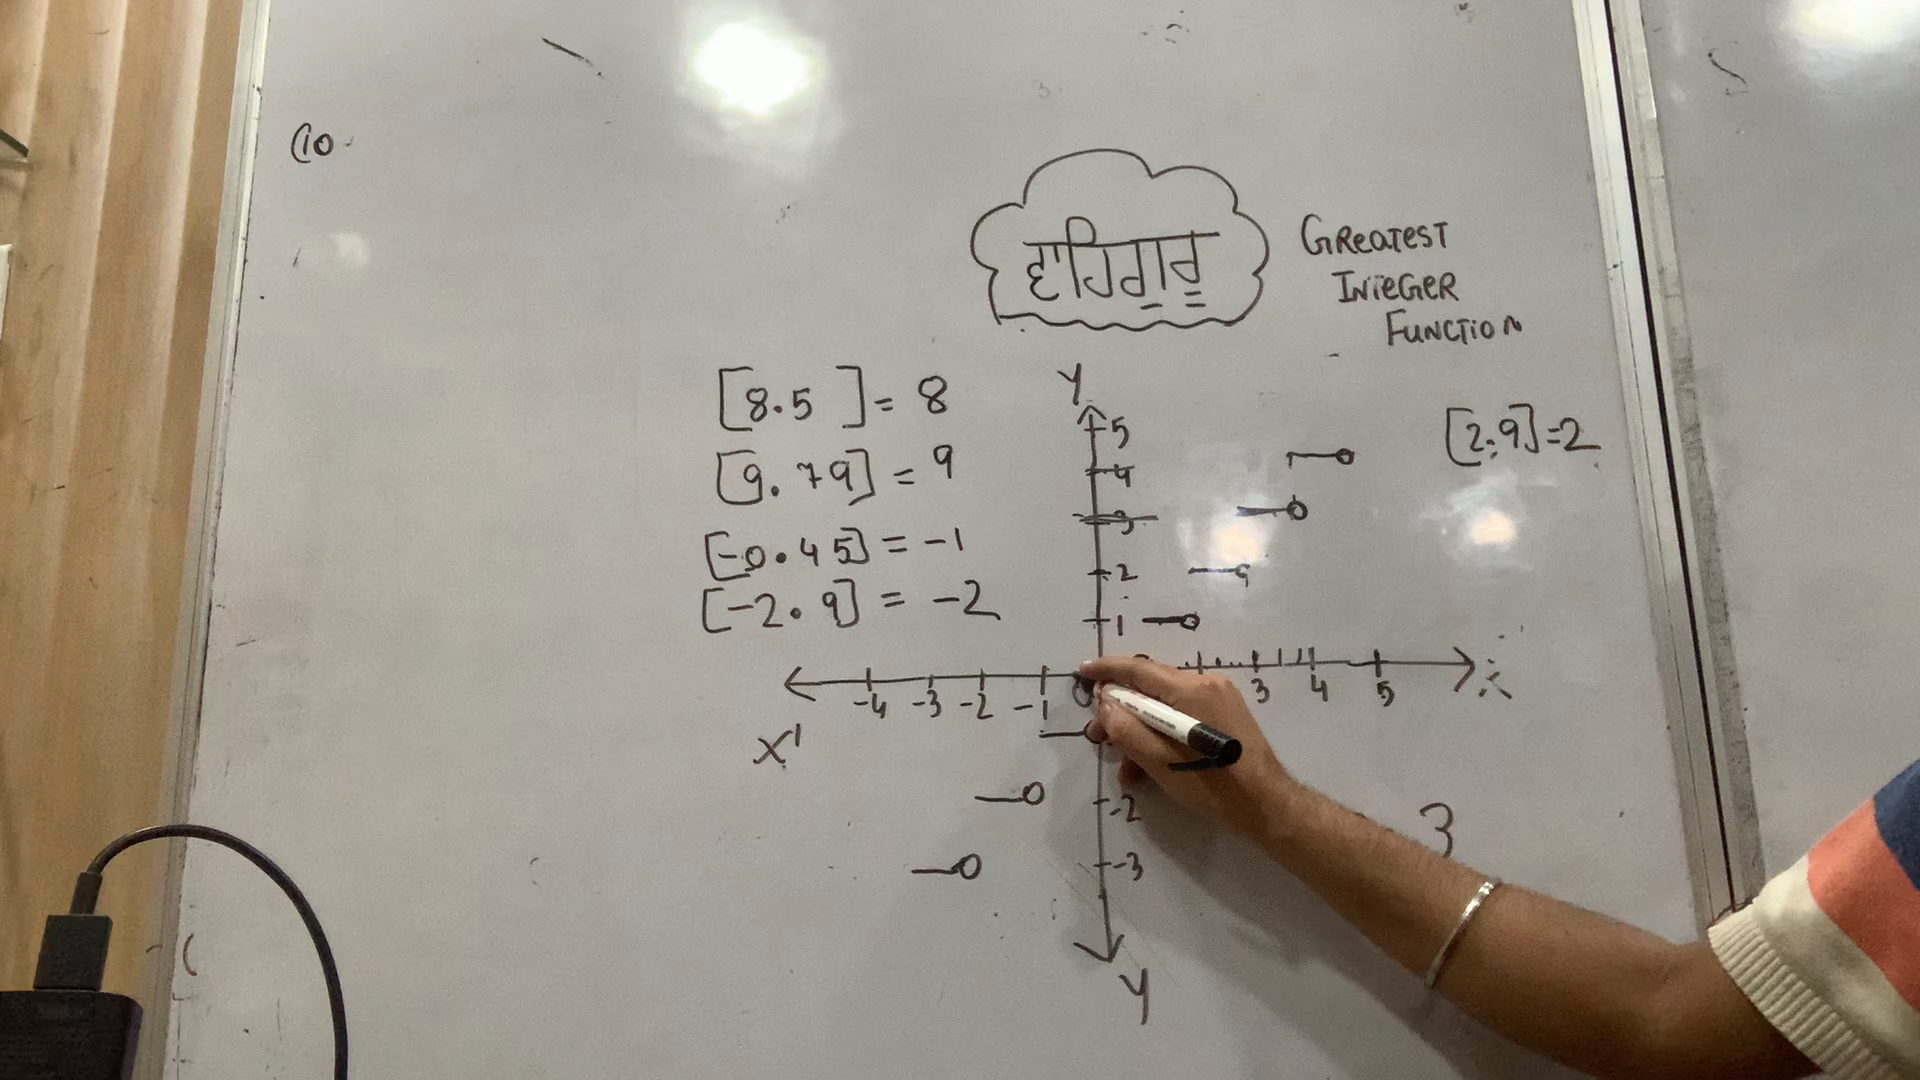 (10.
ਵਾਹਿਗੁਰੂ
GREATEST
INTEGER
FUNCTION
[8.5 ] = 8
[9.79] = 9
[-0.45] = -1
[-2.9] = -2
[2.9]=2
Y
5
4
3
2
1
-4 -3 -2 -1 0 3 4 5
X'
-2
-3
3
Y